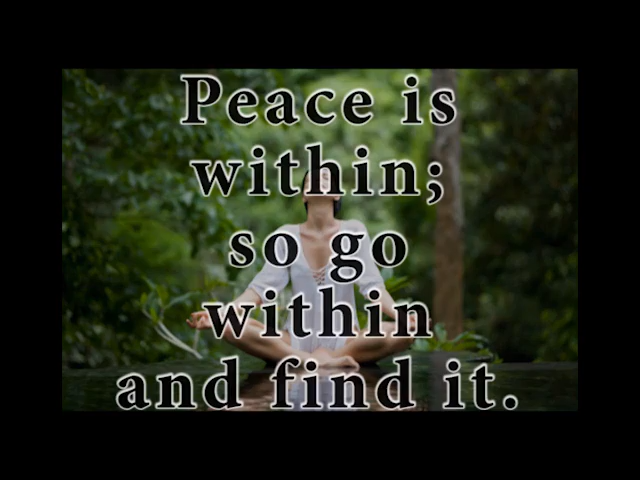 Peace is
within;
so go
within
and find it.